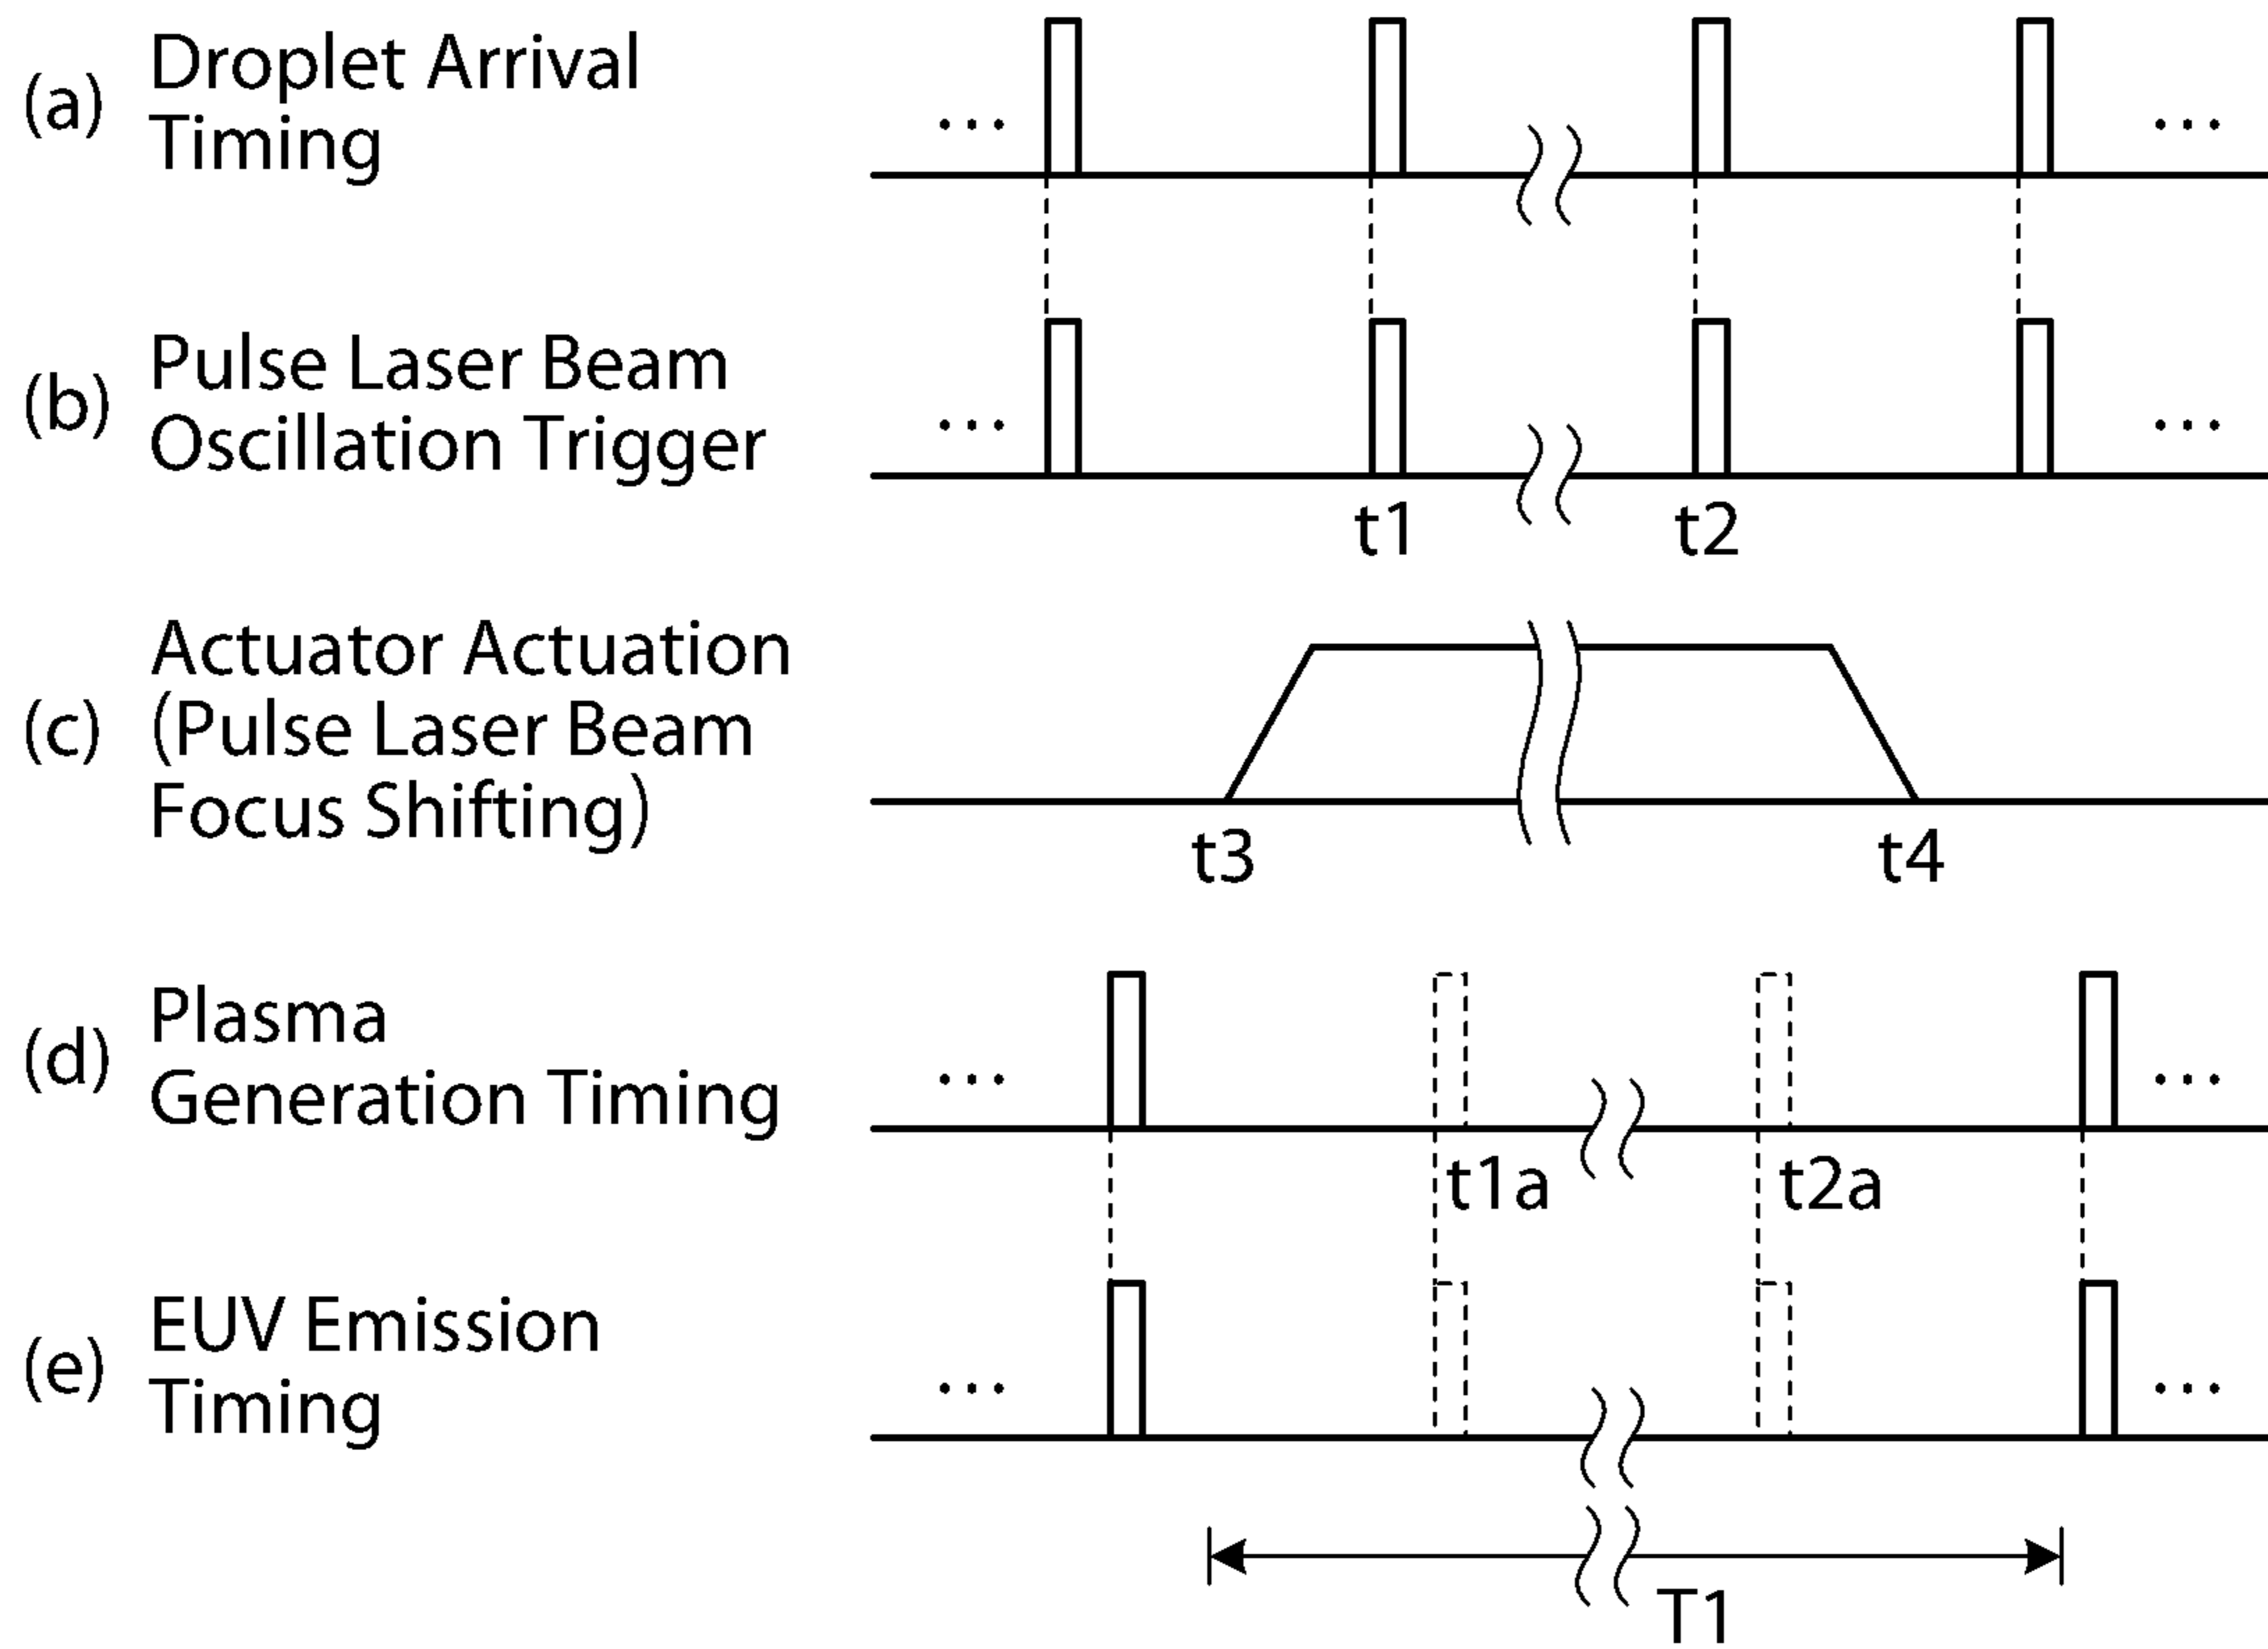 (a) Droplet Arrival
Timing
... ...
(b) Pulse Laser Beam
Oscillation Trigger
... ...
t1 t2
(c) Actuator Actuation
(Pulse Laser Beam
Focus Shifting)
t3 t4
(d) Plasma
Generation Timing
... ...
t1a t2a
(e) EUV Emission
Timing
... ...
T1